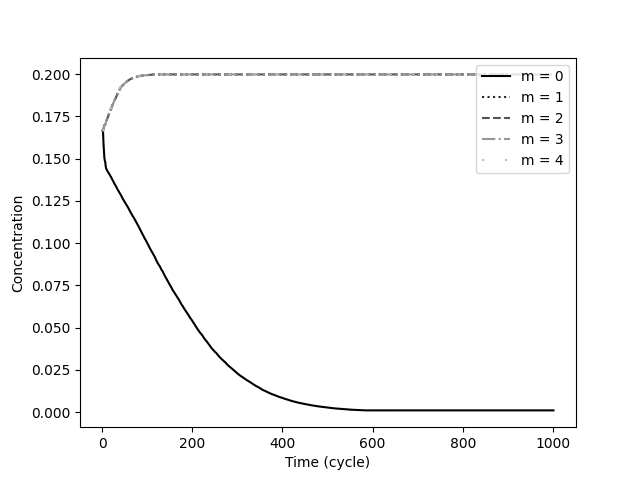 0.200
0.175
0.150
0.125
0.100
0.075
0.050
0.025
0.000
Concentration
m = 0
m = 1
m = 2
m = 3
m = 4
0 200 400 600 800 1000
Time (cycle)